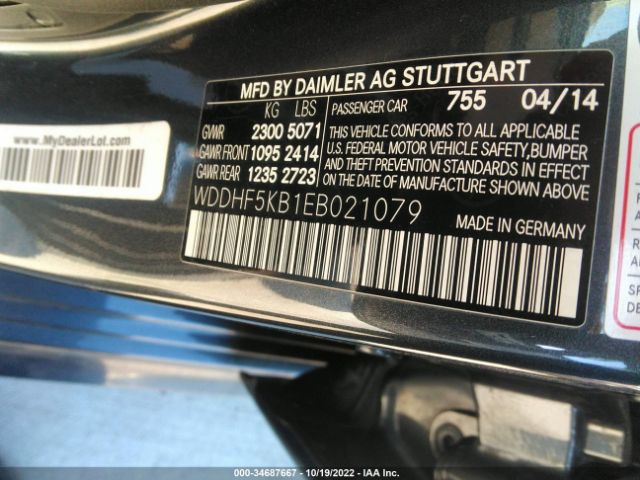 MFD BY DAIMLER AG STUTTGART
KG LBS
GVWR 2300 5071
GAWR FRONT 1095 2414
GAWR REAR 1235 2723
PASSENGER CAR 755 04/14
THIS VEHICLE CONFORMS TO ALL APPLICABLE
U.S. FEDERAL MOTOR VEHICLE SAFETY,BUMPER
AND THEFT PREVENTION STANDARDS IN EFFECT
ON THE DATE OF MANUFACTURE SHOWN ABOVE.
WDDHF5KB1EB021079
MADE IN GERMANY
MyDealerLot.com
000-34687667 - 10/19/2022 - IAA Inc.